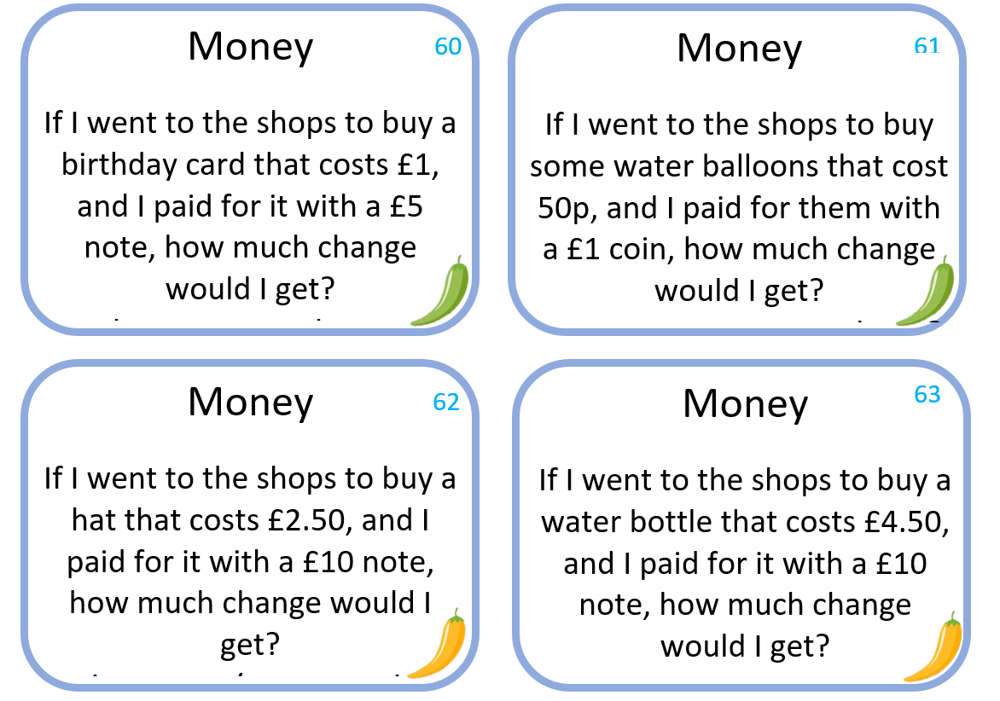 Money
60
If I went to the shops to buy a
birthday card that costs £1,
and I paid for it with a £5
note, how much change
would I get?
Money
61
If I went to the shops to buy
some water balloons that cost
50p, and I paid for them with
a £1 coin, how much change
would I get?
Money
62
If I went to the shops to buy a
hat that costs £2.50, and I
paid for it with a £10 note,
how much change would I
get?
Money
63
If I went to the shops to buy a
water bottle that costs £4.50,
and I paid for it with a £10
note, how much change
would I get?